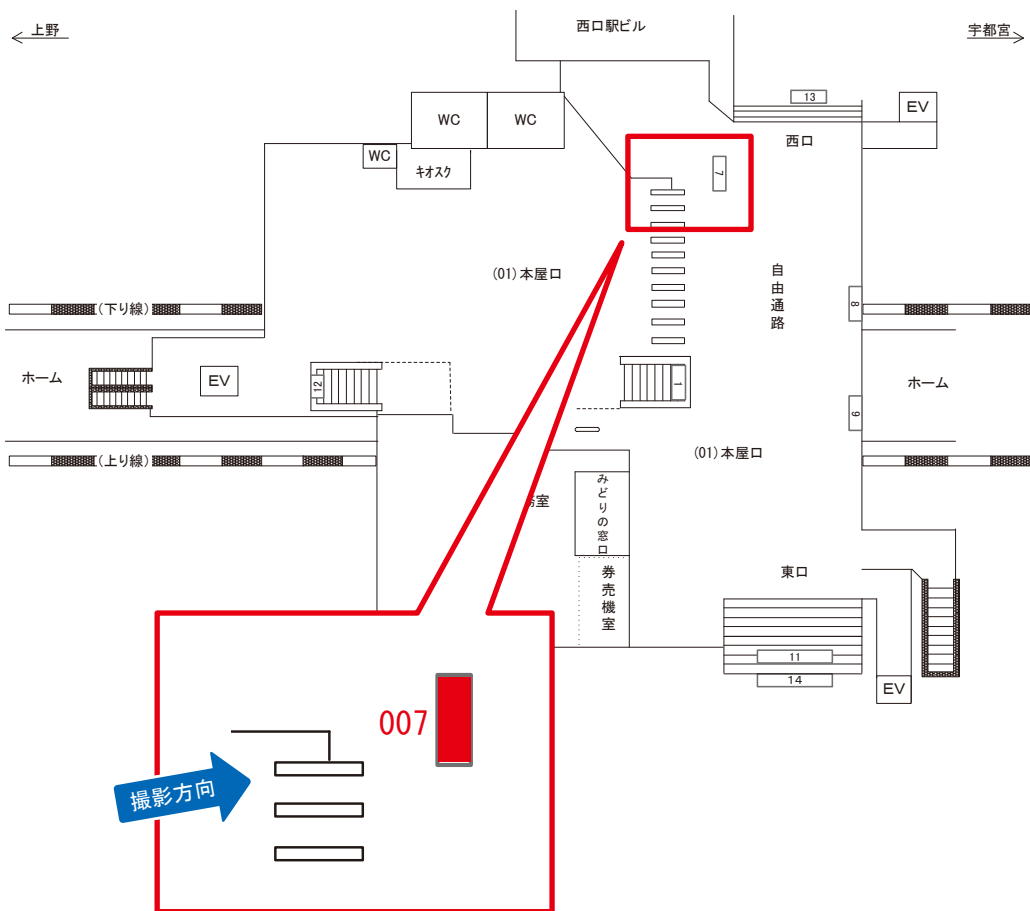 上野
西口駅ビル
宇都宮
13
EV
WC
WC
西口
WC
キオスク
7
(01)本屋口
自由通路
8
(下り線)
ホーム
EV
12
1
ホーム
9
(上り線)
(01)本屋口
室
みどりの窓口
東口
券売機室
11
14
EV
007
撮影方向